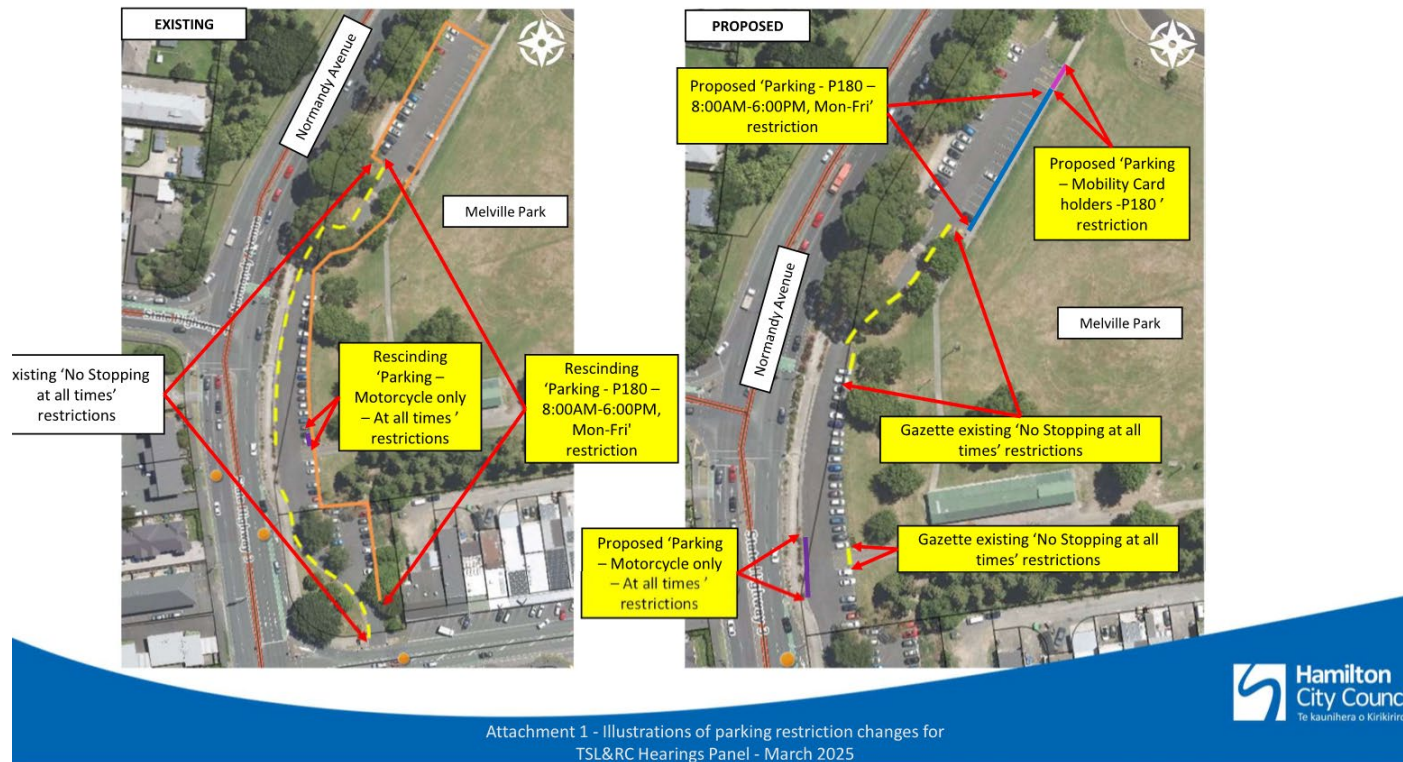 EXISTING
Normandy Avenue
Melville Park
xisting ‘No Stopping
at all times’
restrictions
Rescinding
‘Parking –
Motorcycle only
– At all times ’
restrictions
Rescinding
‘Parking - P180 –
8:00AM-6:00PM,
Mon-Fri'
restriction
PROPOSED
Proposed ‘Parking - P180 –
8:00AM-6:00PM, Mon-Fri’
restriction
Proposed ‘Parking
– Mobility Card
holders -P180 ’
restriction
Normandy Avenue
Melville Park
Gazette existing ‘No Stopping at all
times’ restrictions
Gazette existing ‘No Stopping at all
times’ restrictions
Proposed ‘Parking
– Motorcycle only
– At all times ’
restrictions
Hamilton
City Counc
Te kaunihera o Kirikiriro
Attachment 1 - Illustrations of parking restriction changes for
TSL&RC Hearings Panel - March 2025